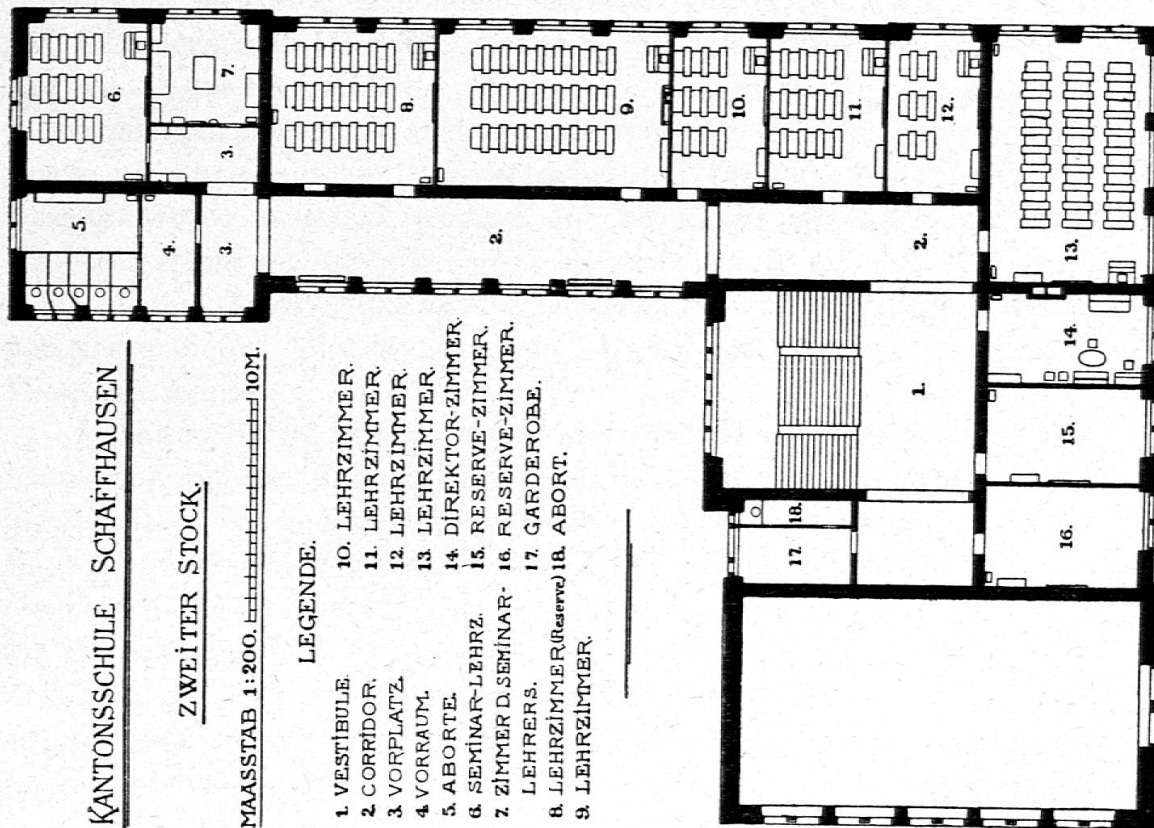 KANTONSSCHULE SCHAFFHAUSEN
ZWEITER STOCK.
MAASSTAB 1:200. 10M.
LEGENDE.
1. VESTIBULE.
2. CORRIDOR.
3. VORPLATZ.
4. VORRAUM.
5. ABORTE.
6. SEMINAR-LEHRZ.
7. ZIMMER D. SEMINAR-
LEHRERS.
8. LEHRZIMMER (Reserve)
9. LEHRZIMMER.
10. LEHRZIMMER.
11. LEHRZIMMER.
12. LEHRZIMMER.
13. LEHRZIMMER.
14. DIREKTOR-ZIMMER.
15. RESERVE-ZIMMER.
16. RESERVE-ZIMMER.
17. GARDEROBE.
18. ABORT.
6.
7.
3.
5.
4.
3.
8.
9.
10.
11.
12.
2.
2.
13.
14.
1.
15.
18.
17.
16.